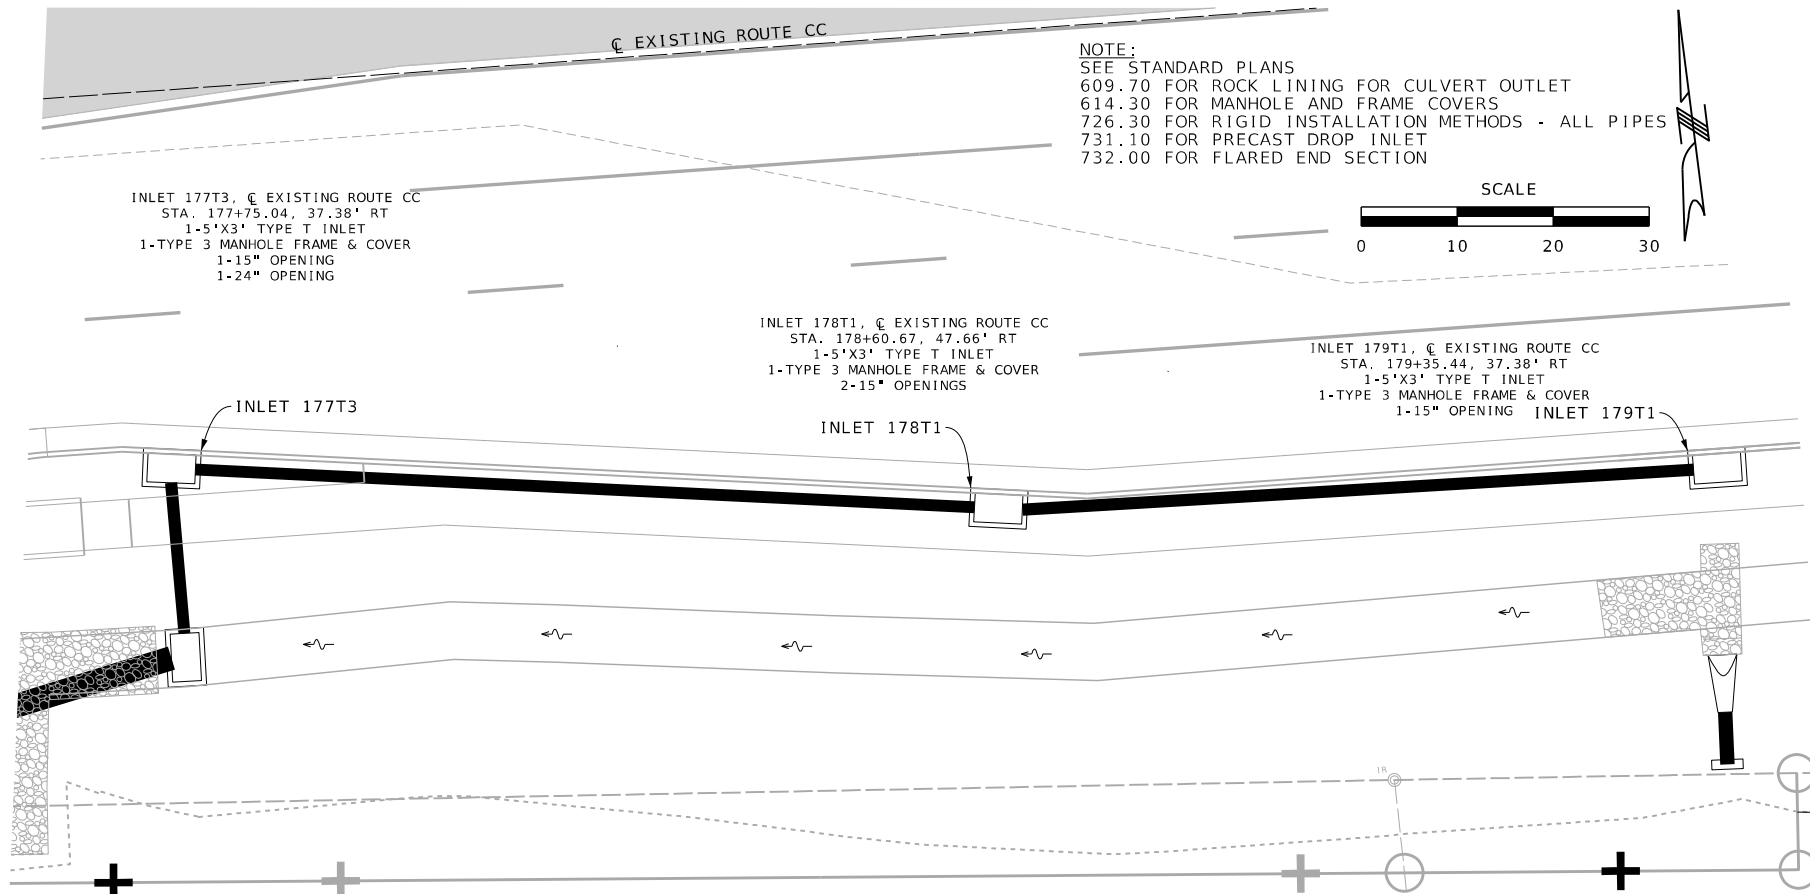 ℄ EXISTING ROUTE CC
NOTE:
SEE STANDARD PLANS
609.70 FOR ROCK LINING FOR CULVERT OUTLET
614.30 FOR MANHOLE AND FRAME COVERS
726.30 FOR RIGID INSTALLATION METHODS - ALL PIPES
731.10 FOR PRECAST DROP INLET
732.00 FOR FLARED END SECTION
SCALE
0 10 20 30
INLET 177T3, ℄ EXISTING ROUTE CC
STA. 177+75.04, 37.38' RT
1-5'X3' TYPE T INLET
1-TYPE 3 MANHOLE FRAME & COVER
1-15" OPENING
1-24" OPENING
INLET 178T1, ℄ EXISTING ROUTE CC
STA. 178+60.67, 47.66' RT
1-5'X3' TYPE T INLET
1-TYPE 3 MANHOLE FRAME & COVER
2-15" OPENINGS
INLET 179T1, ℄ EXISTING ROUTE CC
STA. 179+35.44, 37.38' RT
1-5'X3' TYPE T INLET
1-TYPE 3 MANHOLE FRAME & COVER
1-15" OPENING
INLET 177T3
INLET 178T1
INLET 179T1
IR